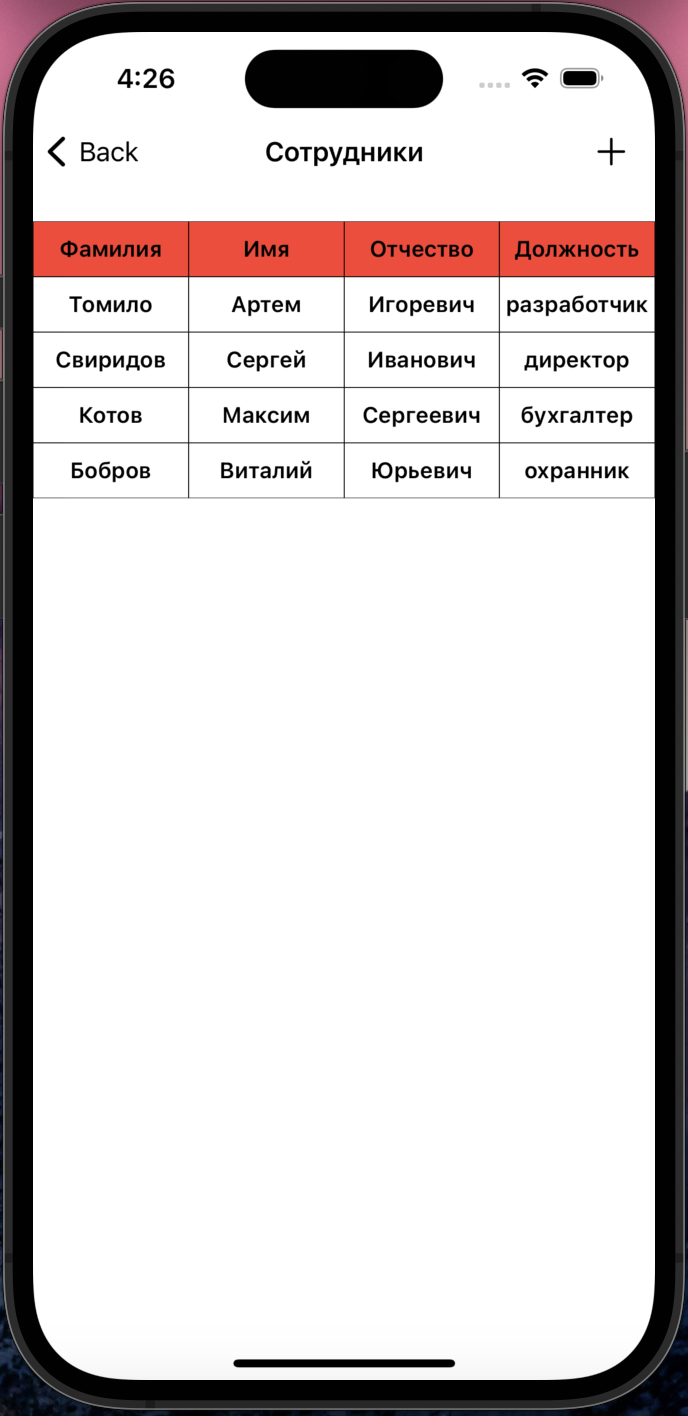 4:26
Back Сотрудники +
Фамилия Имя Отчество Должность
Томило Артем Игоревич разработчик
Свиридов Сергей Иванович директор
Котов Максим Сергеевич бухгалтер
Бобров Виталий Юрьевич охранник